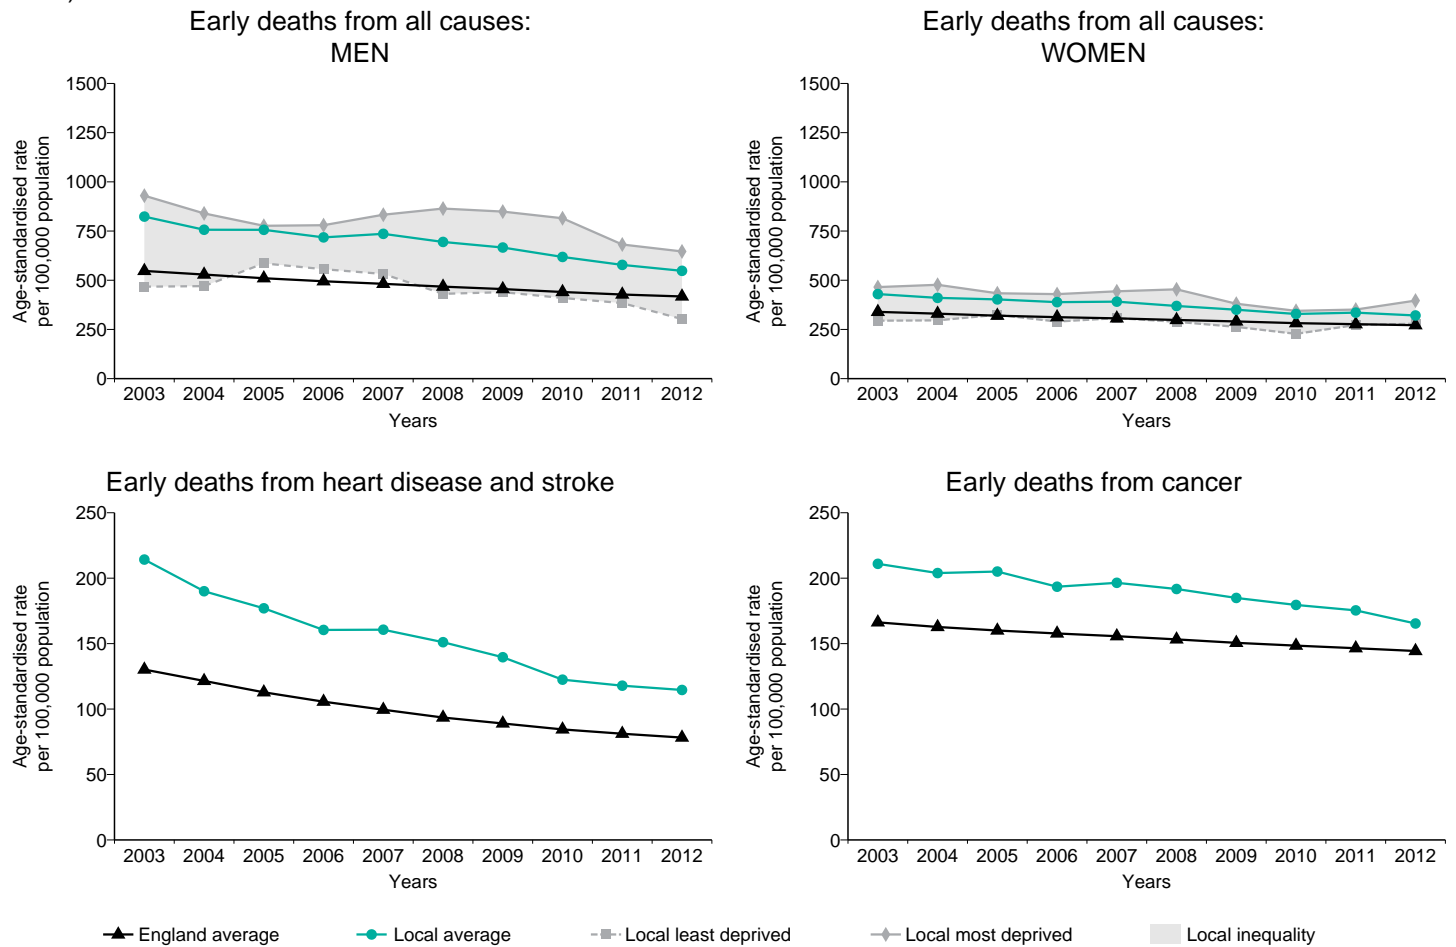 Early deaths from all causes:
MEN
1500
1250
1000
750
500
250
0
Age-standardised rate
per 100,000 population
2003 2004 2005 2006 2007 2008 2009 2010 2011 2012
Years
Early deaths from all causes:
WOMEN
1500
1250
1000
750
500
250
0
Age-standardised rate
per 100,000 population
2003 2004 2005 2006 2007 2008 2009 2010 2011 2012
Years
Early deaths from heart disease and stroke
250
200
150
100
50
0
Age-standardised rate
per 100,000 population
2003 2004 2005 2006 2007 2008 2009 2010 2011 2012
Years
Early deaths from cancer
250
200
150
100
50
0
Age-standardised rate
per 100,000 population
2003 2004 2005 2006 2007 2008 2009 2010 2011 2012
Years
England average Local average Local least deprived Local most deprived Local inequality